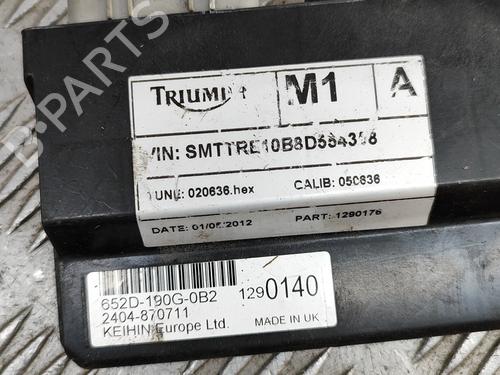 TRIUMPH M1 A
VIN: SMTTRE10B8D554358
TUNE: 020636.hex CALIB: 050636
DATE: 01/05/2012 PART: 1290176
652D-190G-0B2 1290140
2404-870711
KEIHIN Europe Ltd. MADE IN UK
B-PARTS